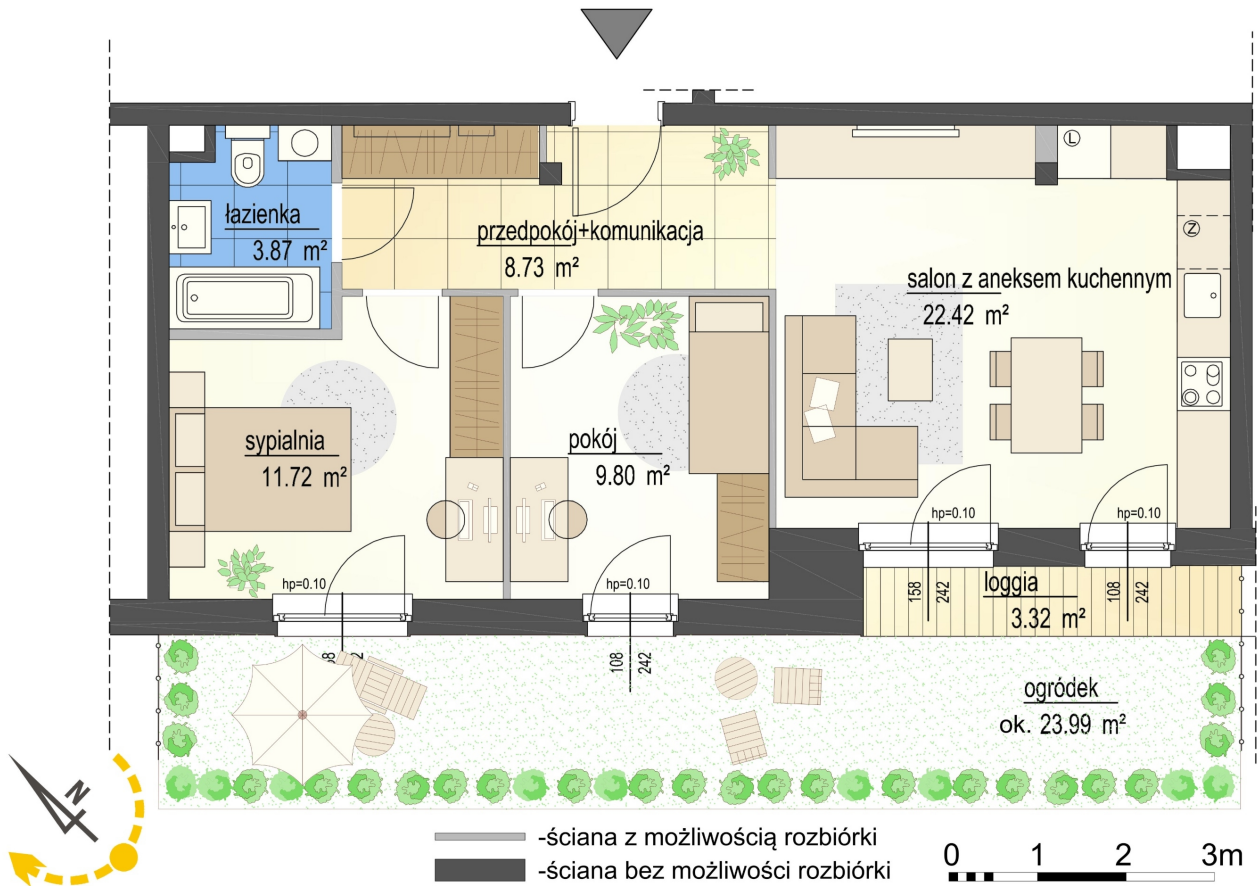 Ⓛ
łazienka
3.87 m²
przedpokój+komunikacja
8.73 m²
Ⓩ
salon z aneksem kuchennym
22.42 m²
sypialnia
11.72 m²
pokój
9.80 m²
hp=0.10
hp=0.10
hp=0.10
hp=0.10
158
242
loggia
3.32 m²
108
242
108
242
ogródek
ok. 23.99 m²
N
-ściana z możliwością rozbiórki
-ściana bez możliwości rozbiórki
0 1 2 3m